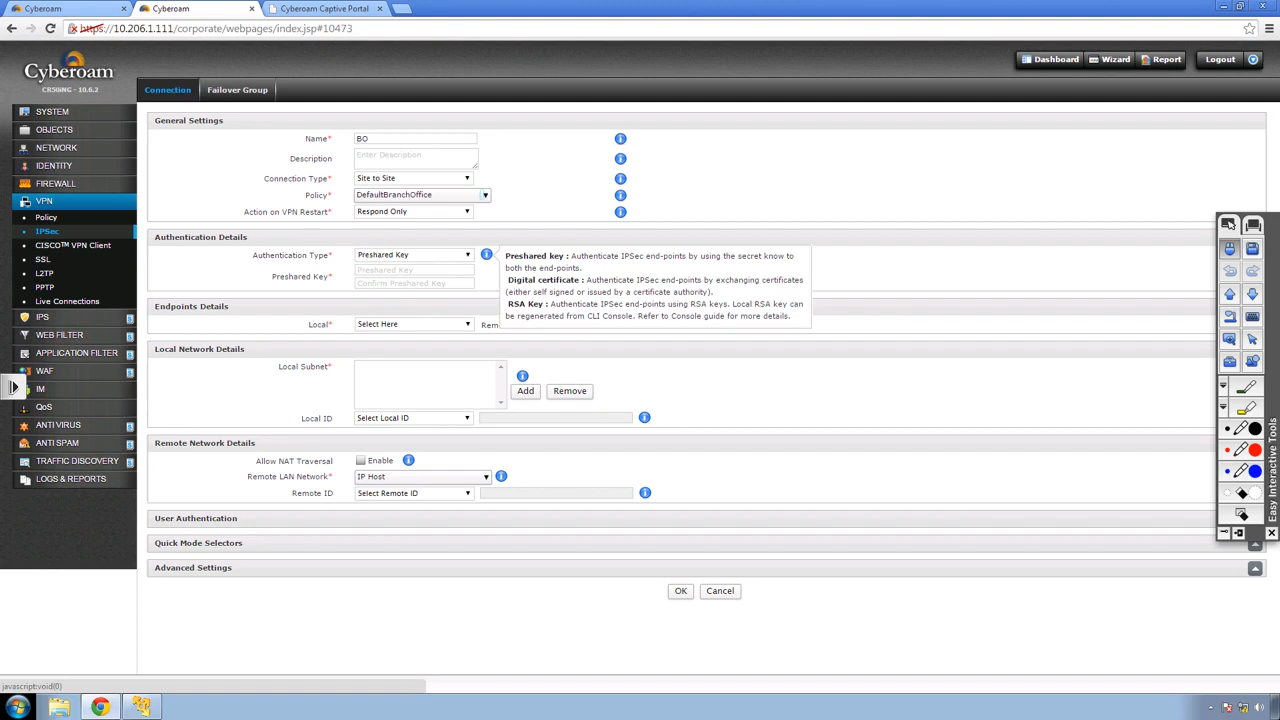 Cyberoam
Cyberoam
Cyberoam Captive Portal
https://10.206.1.111/corporate/webpages/index.jsp#10473
Cyberoam
CR50iNG - 10.6.2
Dashboard
Wizard
Report
Logout
Connection
Failover Group
SYSTEM
OBJECTS
NETWORK
IDENTITY
FIREWALL
VPN
Policy
IPSec
CISCO™ VPN Client
SSL
L2TP
PPTP
Live Connections
IPS
WEB FILTER
APPLICATION FILTER
WAF
IM
QoS
ANTI VIRUS
ANTI SPAM
TRAFFIC DISCOVERY
LOGS & REPORTS
General Settings
Name* BO
Description Enter Description
Connection Type* Site to Site
Policy* DefaultBranchOffice
Action on VPN Restart* Respond Only
Authentication Details
Authentication Type* Preshared Key
Preshared Key* Preshared Key
Confirm Preshared Key
Preshared key : Authenticate IPSec end-points by using the secret know to
both the end-points.
Digital certificate : Authenticate IPSec end-points by exchanging certificates
(either self signed or issued by a certificate authority).
RSA Key : Authenticate IPSec end-points using RSA keys. Local RSA key can
be regenerated from CLI Console. Refer to Console guide for more details.
Endpoints Details
Local* Select Here Rem
Local Network Details
Local Subnet*
Add Remove
Local ID Select Local ID
Remote Network Details
Allow NAT Traversal Enable
Remote LAN Network* IP Host
Remote ID Select Remote ID
User Authentication
Quick Mode Selectors
Advanced Settings
OK Cancel
Easy Interactive Tools
javascript:void(0)